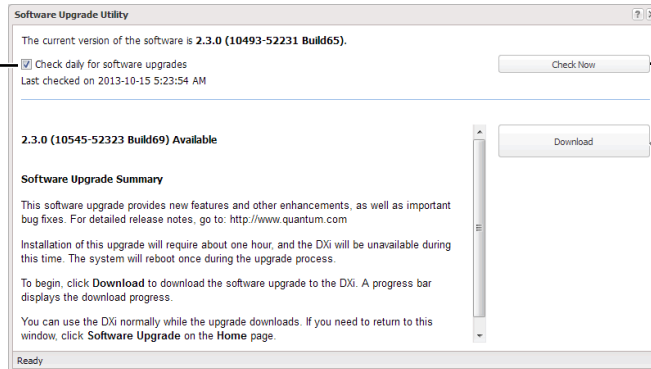 Software Upgrade Utility
?
The current version of the software is 2.3.0 (10493-52231 Build65).
Check daily for software upgrades
Check Now
Last checked on 2013-10-15 5:23:54 AM
2.3.0 (10545-52323 Build69) Available
Download
Software Upgrade Summary
This software upgrade provides new features and other enhancements, as well as important
bug fixes. For detailed release notes, go to: http://www.quantum.com
Installation of this upgrade will require about one hour, and the DXi will be unavailable during
this time. The system will reboot once during the upgrade process.
To begin, click Download to download the software upgrade to the DXi. A progress bar
displays the download progress.
You can use the DXi normally while the upgrade downloads. If you need to return to this
window, click Software Upgrade on the Home page.
Ready